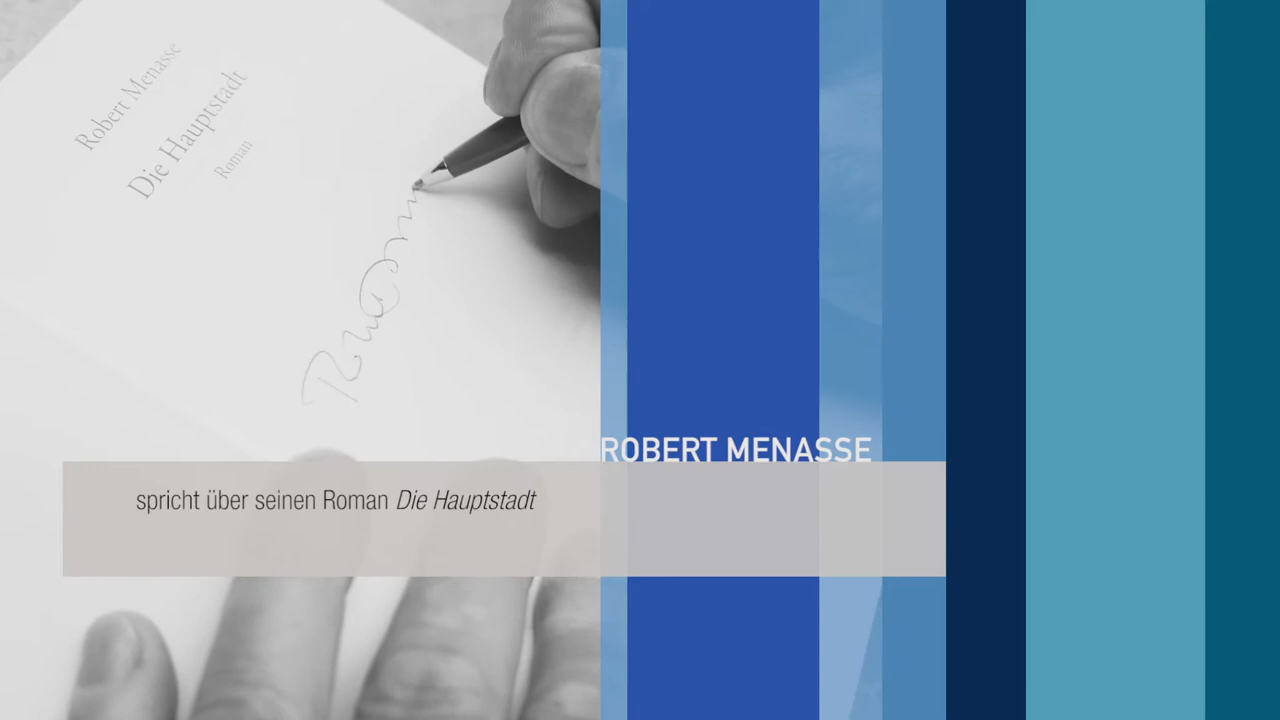 Robert Menasse
Die Hauptstadt
Roman
ROBERT MENASSE
spricht über seinen Roman Die Hauptstadt